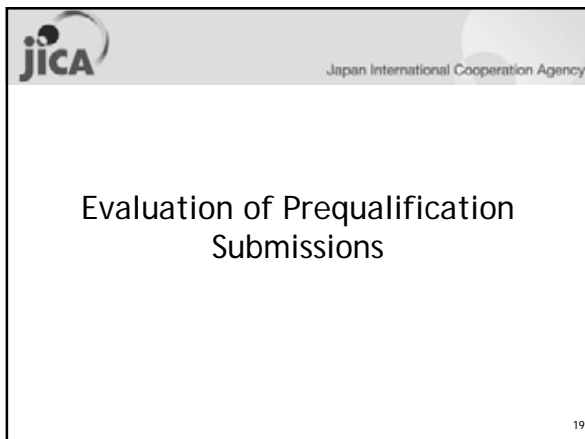 jICA
Japan International Cooperation Agency
Evaluation of Prequalification
Submissions
19